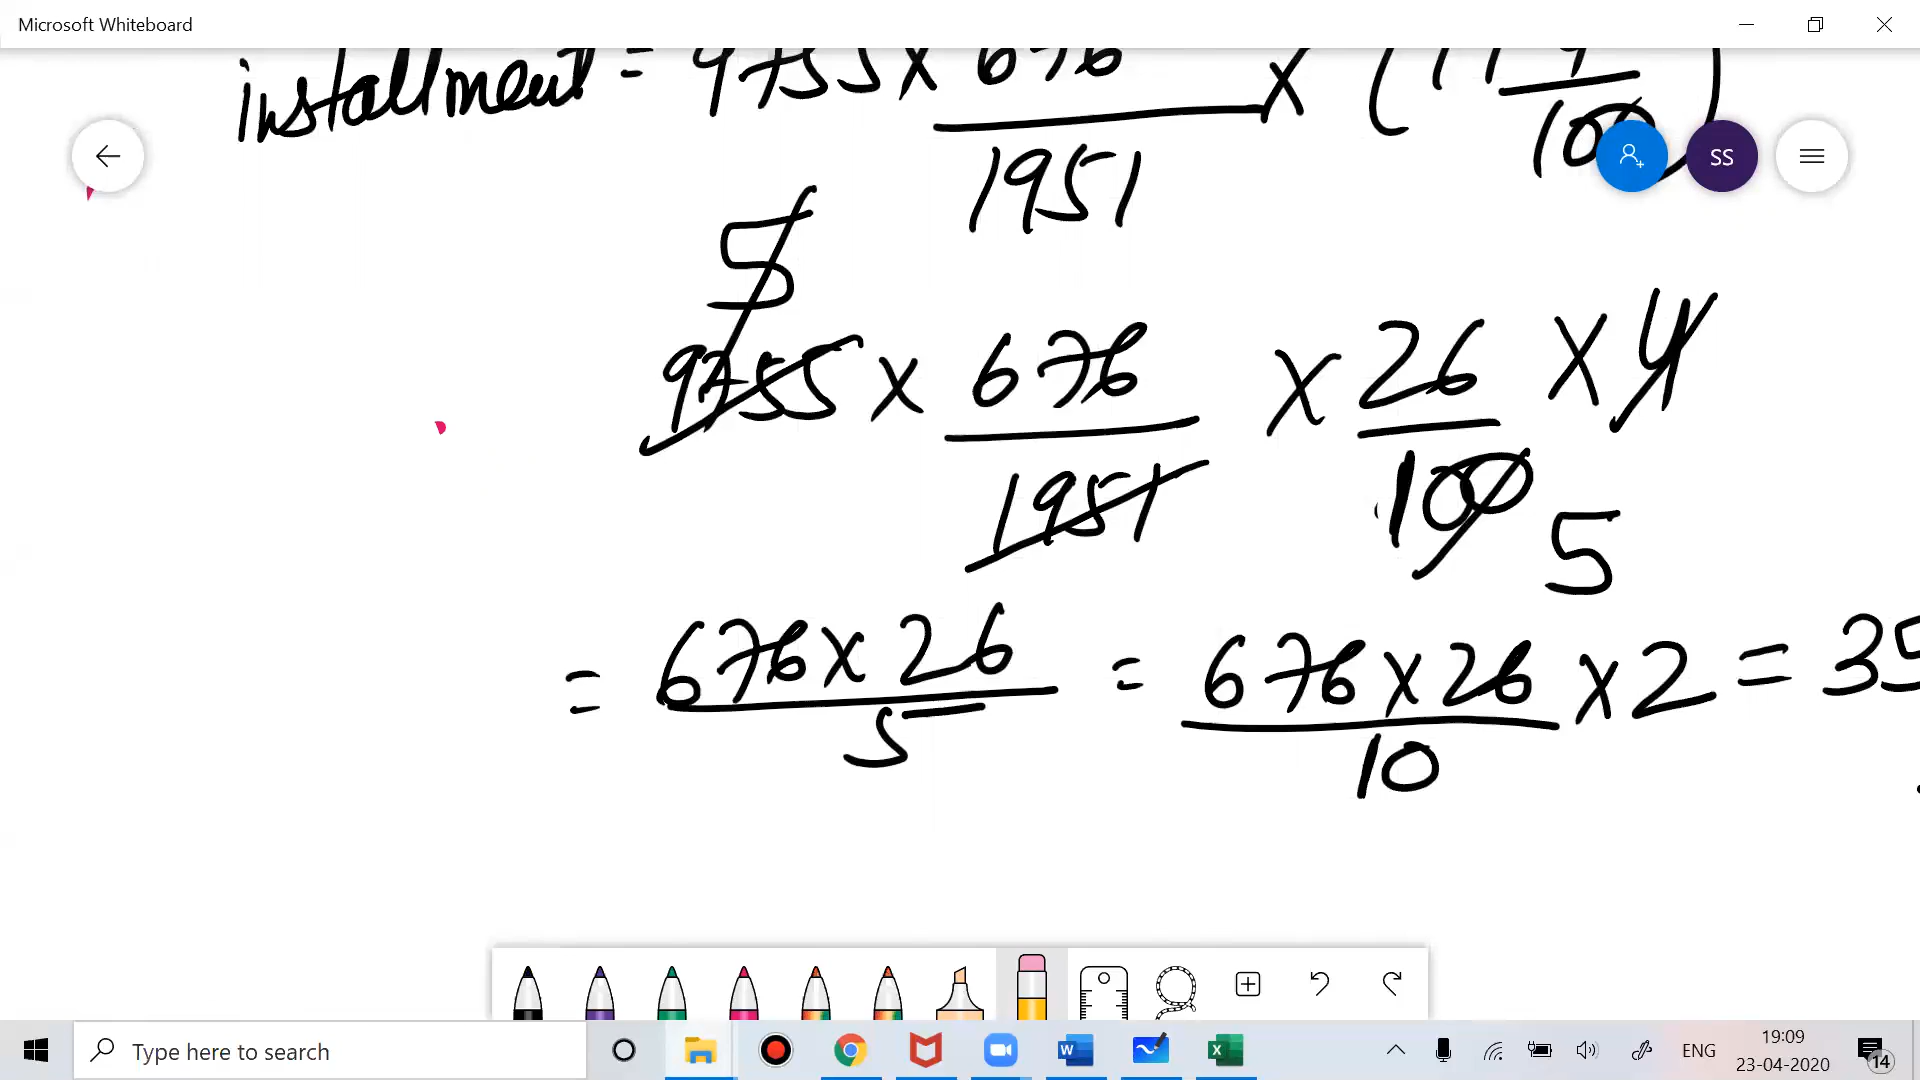 Microsoft Whiteboard
installment = 9755 x 676
x (1+4
100)
1951
SS
5
9755 x 676 x 26 x 4
1951 100 5
= 676 x 26 = 676 x 26 x 2 = 35
5 10
Type here to search
ENG
19:09
23-04-2020
14